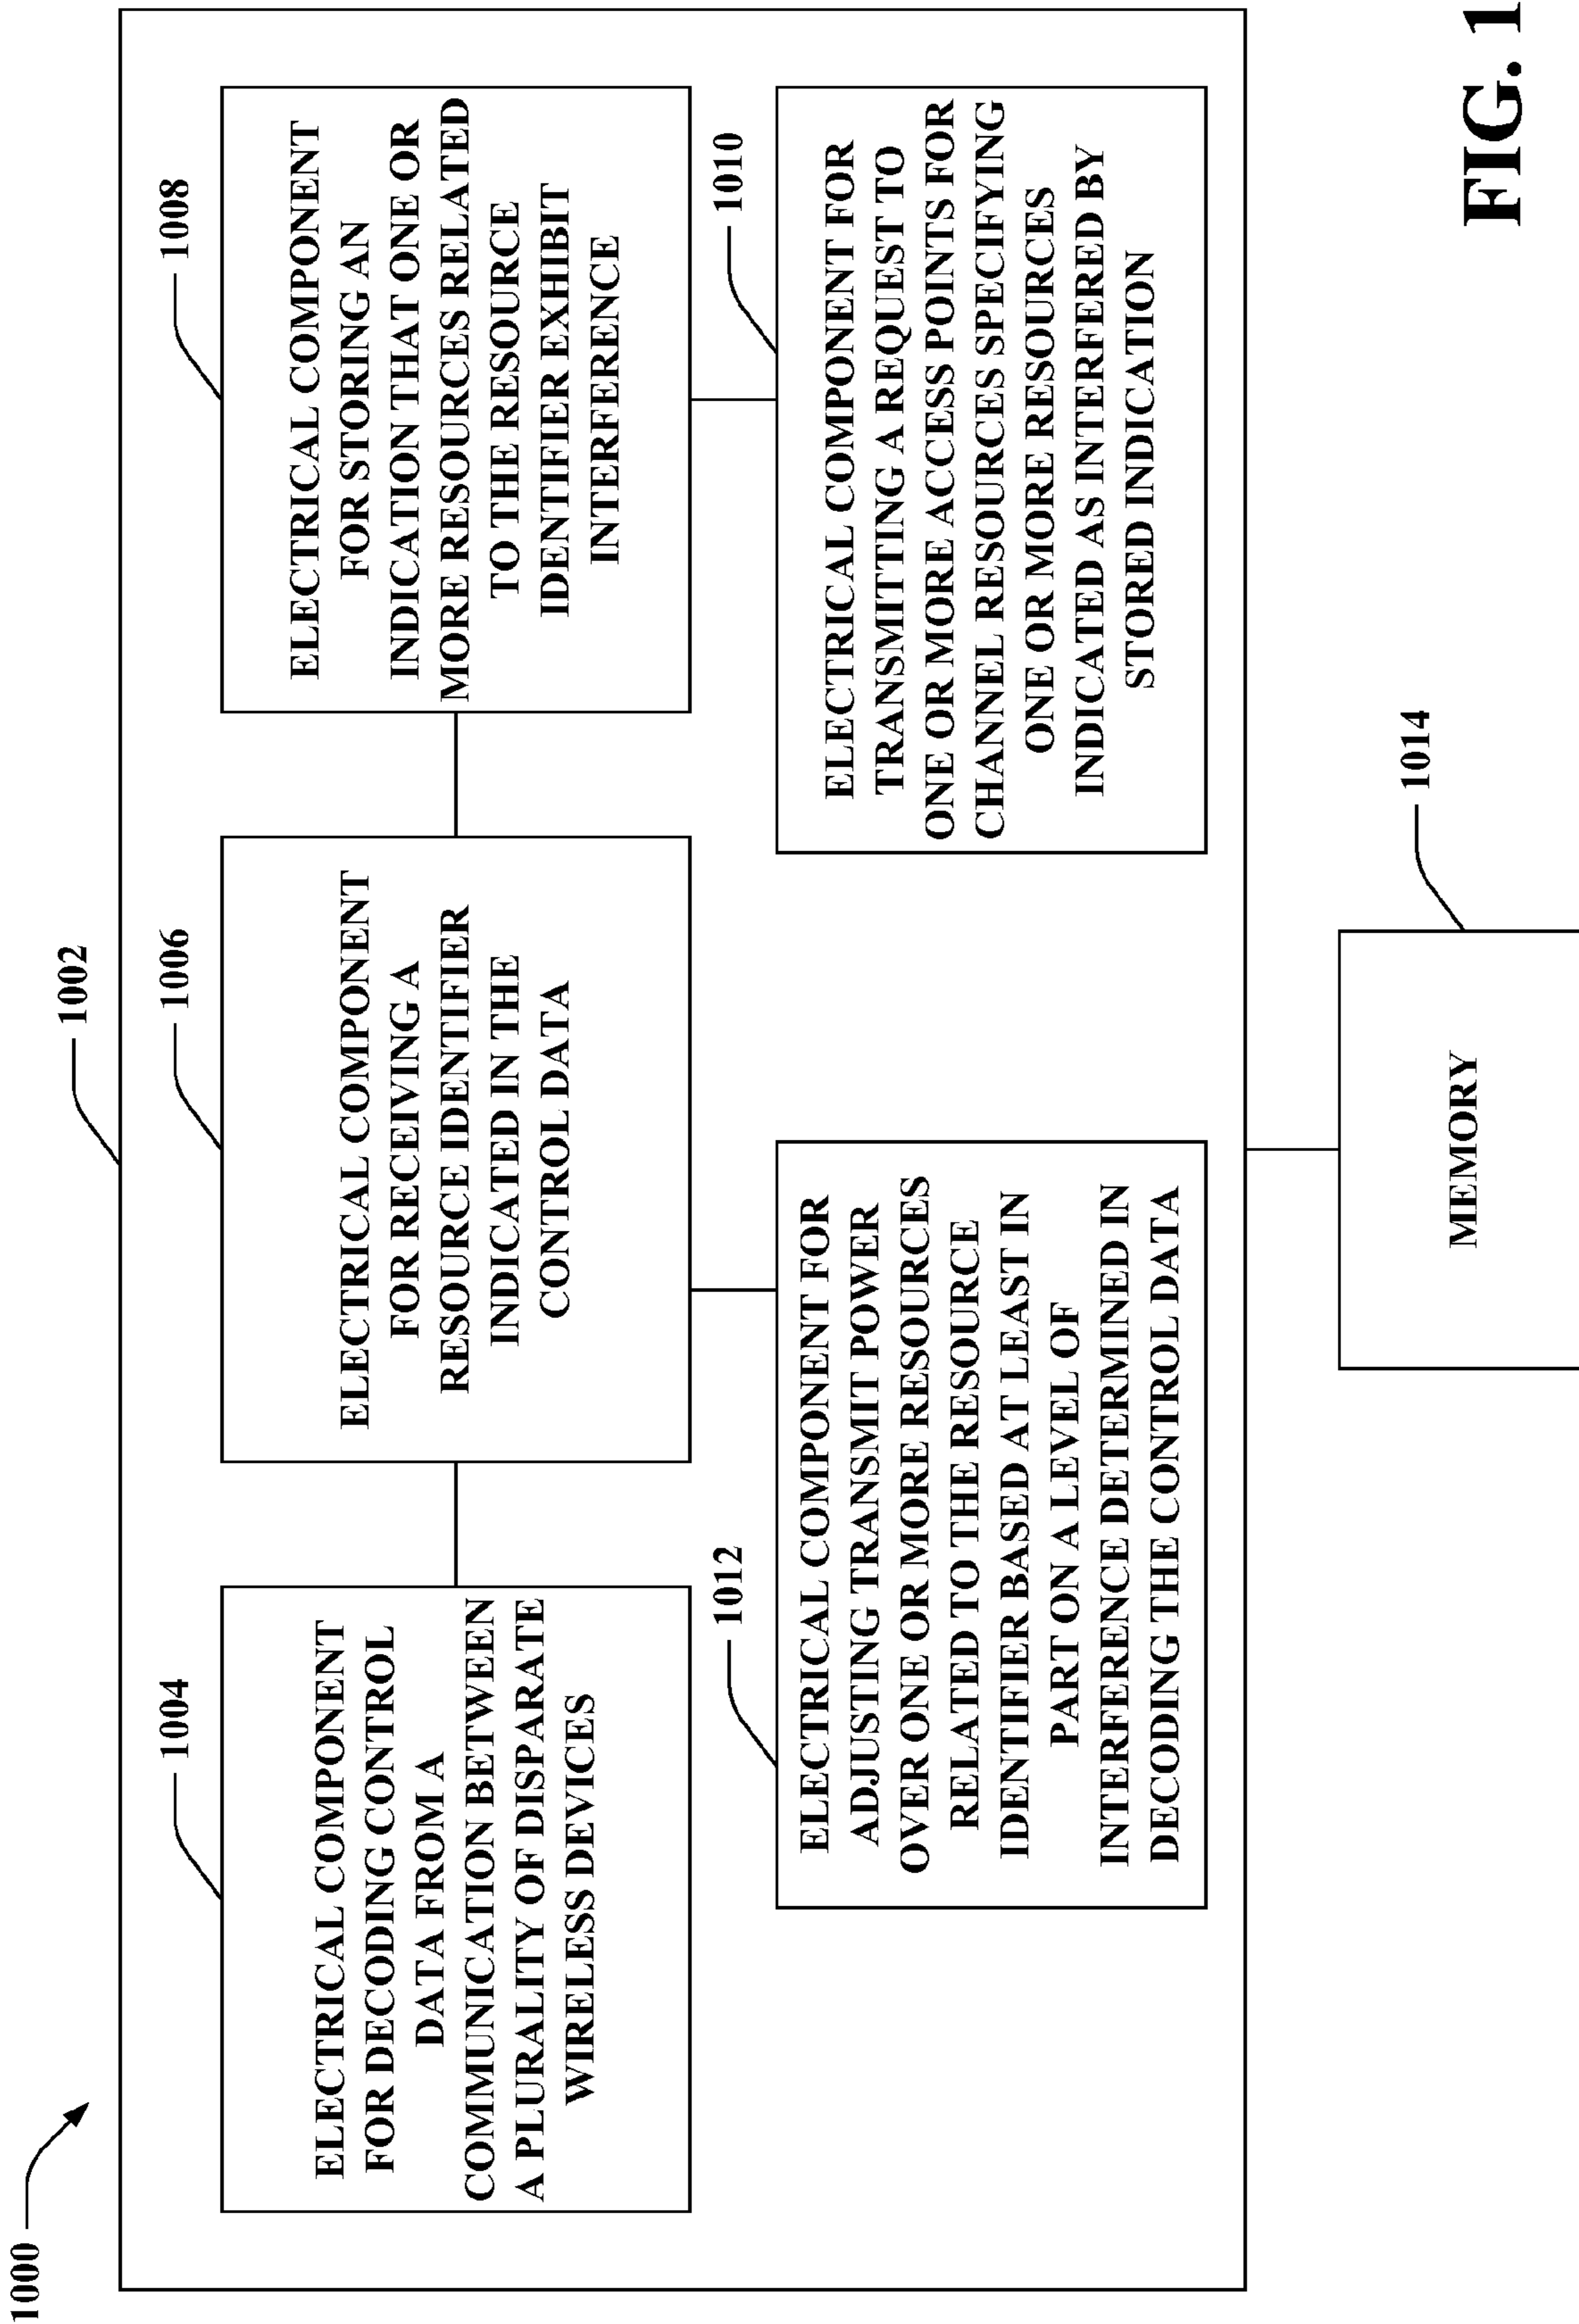 1000
1002
1004
ELECTRICAL COMPONENT
FOR DECODING CONTROL
DATA FROM A
COMMUNICATION BETWEEN
A PLURALITY OF DISPARATE
WIRELESS DEVICES
1006
ELECTRICAL COMPONENT
FOR RECEIVING A
RESOURCE IDENTIFIER
INDICATED IN THE
CONTROL DATA
1008
ELECTRICAL COMPONENT
FOR STORING AN
INDICATION THAT ONE OR
MORE RESOURCES RELATED
TO THE RESOURCE
IDENTIFIER EXHIBIT
INTERFERENCE
1012
ELECTRICAL COMPONENT FOR
ADJUSTING TRANSMIT POWER
OVER ONE OR MORE RESOURCES
RELATED TO THE RESOURCE
IDENTIFIER BASED AT LEAST IN
PART ON A LEVEL OF
INTERFERENCE DETERMINED IN
DECODING THE CONTROL DATA
1010
ELECTRICAL COMPONENT FOR
TRANSMITTING A REQUEST TO
ONE OR MORE ACCESS POINTS FOR
CHANNEL RESOURCES SPECIFYING
ONE OR MORE RESOURCES
INDICATED AS INTERFERED BY
STORED INDICATION
1014
MEMORY
FIG. 1